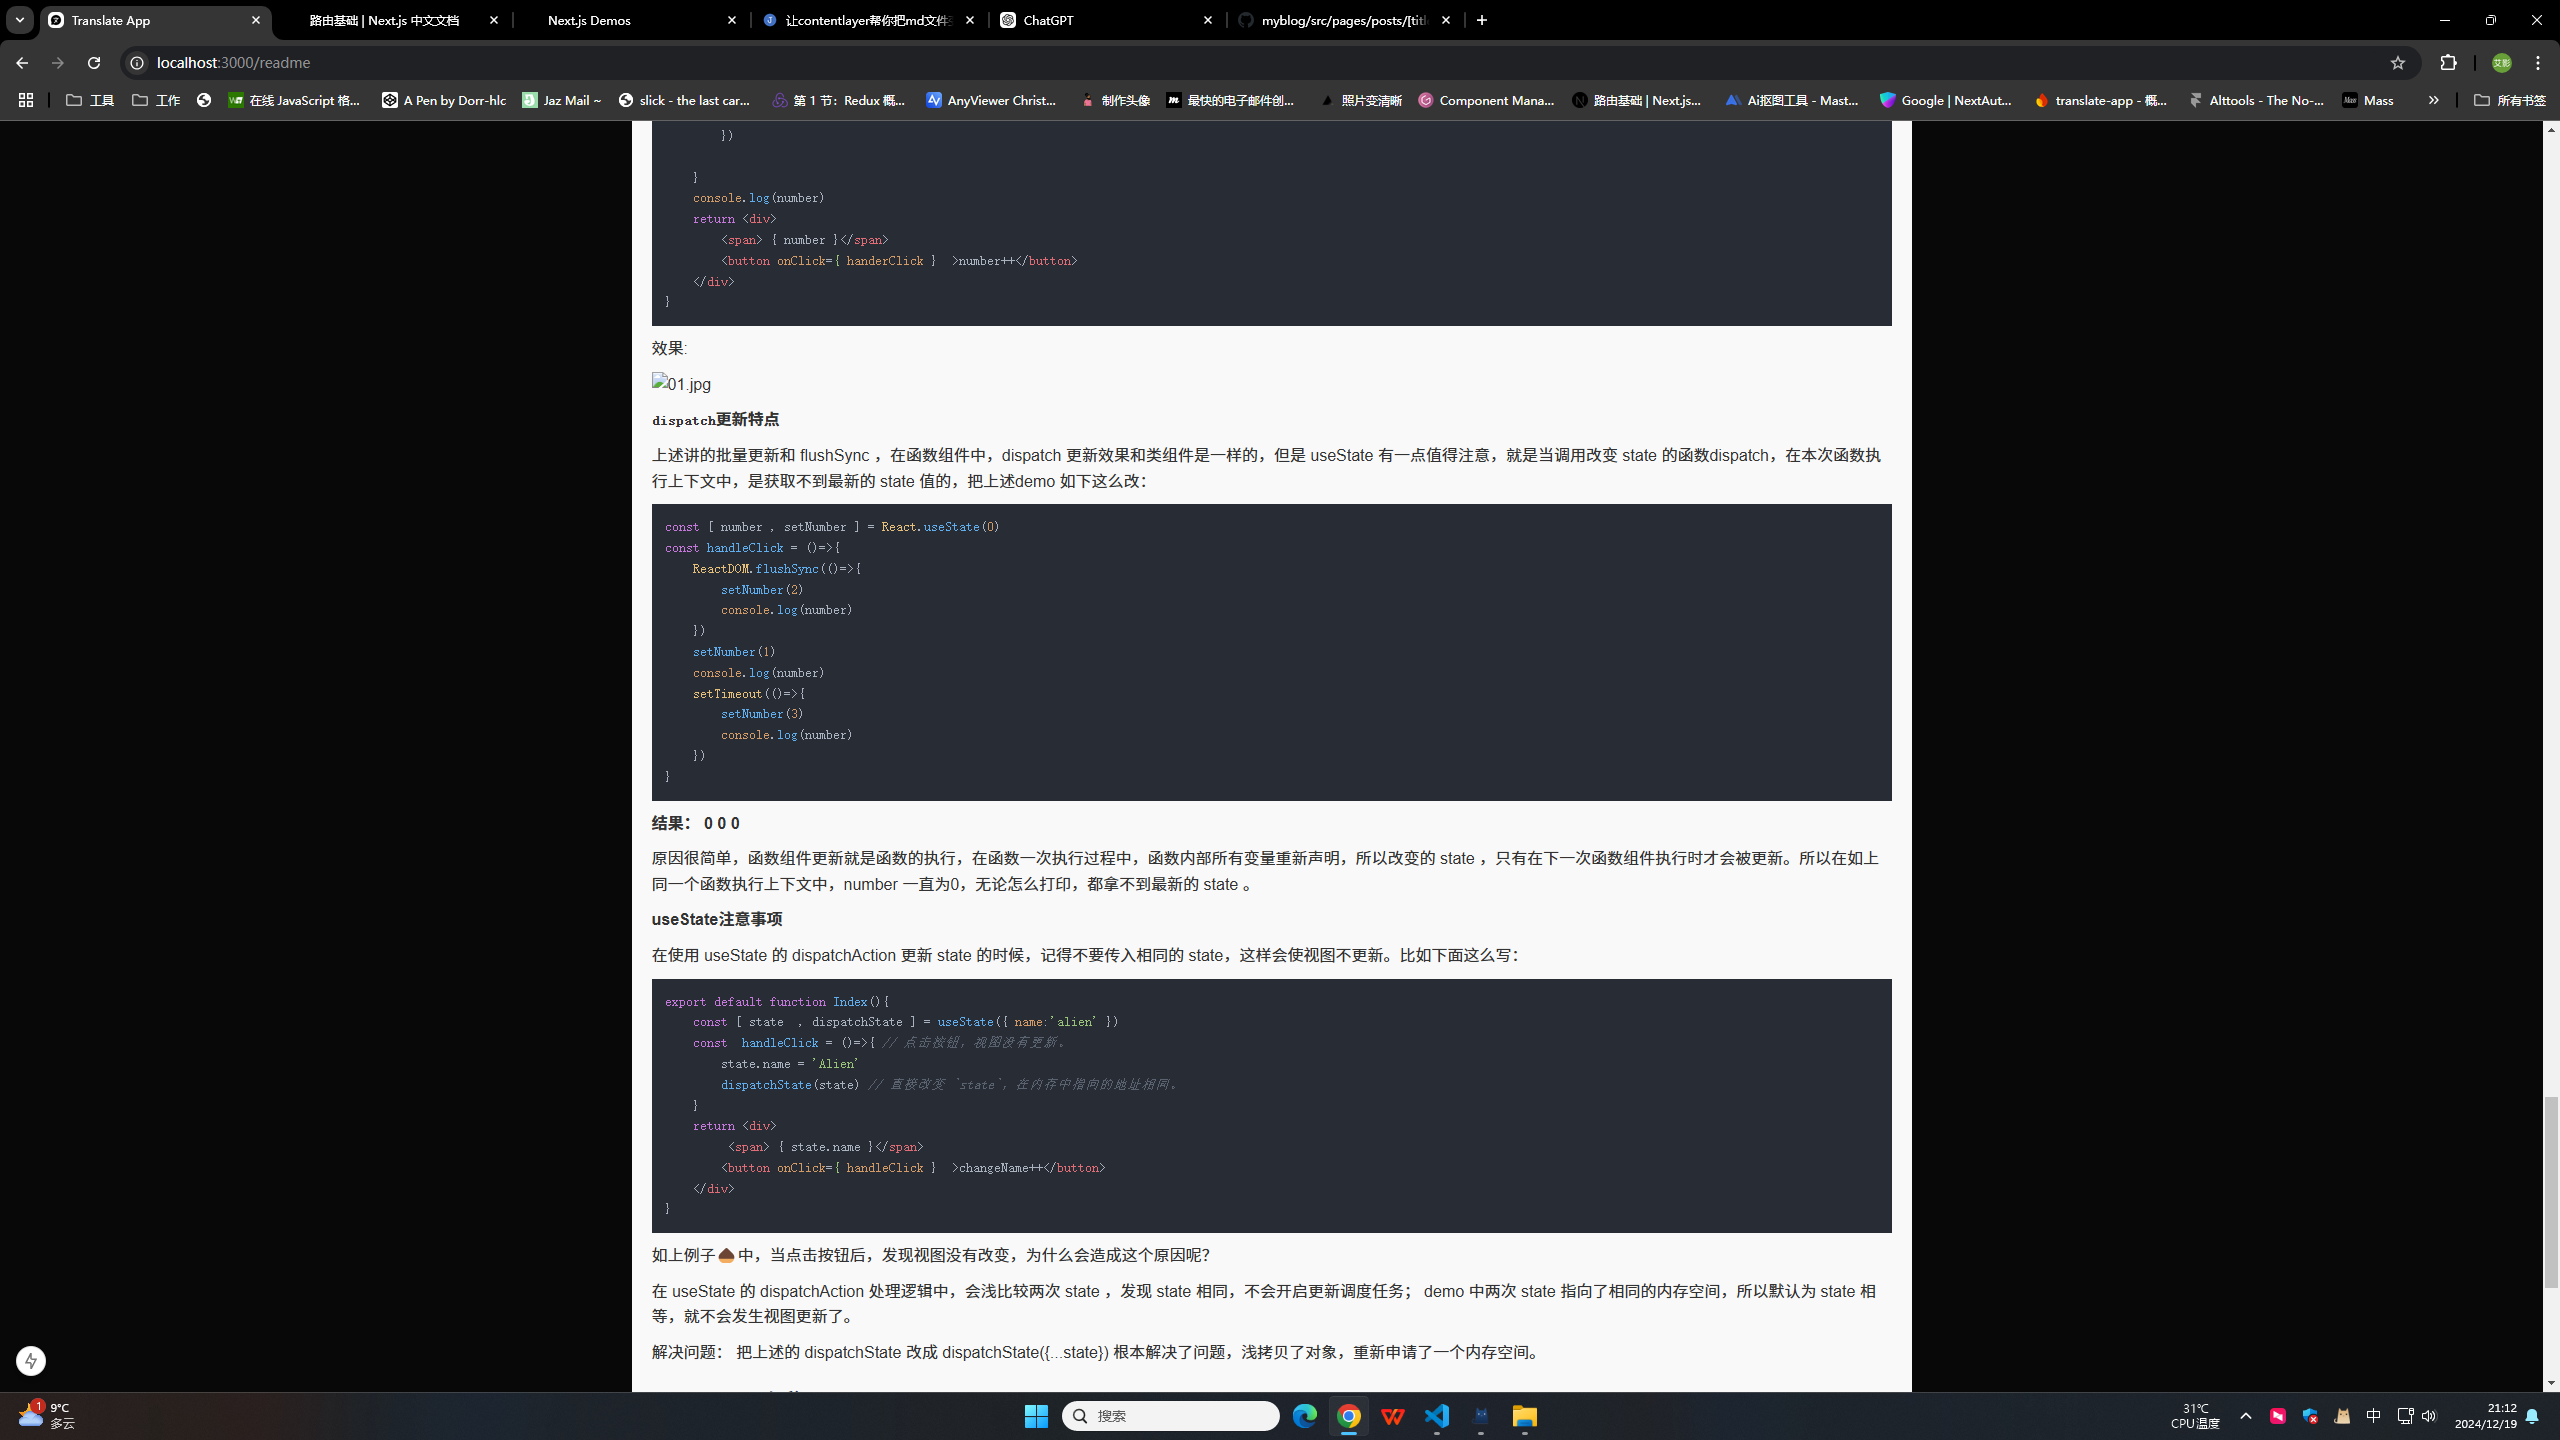 Translate App
路由基础 | Next.js 中文文档
Next.js Demos
让contentlayer帮你把md文件
ChatGPT
myblog/src/pages/posts/[titl
localhost:3000/readme
艾影
工具
工作
在线 JavaScript 格...
A Pen by Dorr-hlc
Jaz Mail ~
slick - the last car...
第 1 节：Redux 概...
AnyViewer Christ...
制作头像
最快的电子邮件创...
照片变清晰
Component Mana...
路由基础 | Next.js...
Ai抠图工具 - Mast...
Google | NextAut...
translate-app - 概...
Alttools - The No-...
Mass
所有书签
})
}
console.log(number)
return <div>
<span> { number }</span>
<button onClick={ handerClick }  >number++</button>
</div>
}
效果:
01.jpg
dispatch更新特点
上述讲的批量更新和 flushSync ，在函数组件中，dispatch 更新效果和类组件是一样的，但是 useState 有一点值得注意，就是当调用改变 state 的函数dispatch，在本次函数执
行上下文中，是获取不到最新的 state 值的，把上述demo 如下这么改：
const [ number , setNumber ] = React.useState(0)
const handleClick = ()=>{
ReactDOM.flushSync(()=>{
setNumber(2)
console.log(number)
})
setNumber(1)
console.log(number)
setTimeout(()=>{
setNumber(3)
console.log(number)
})
}
结果： 0 0 0
原因很简单，函数组件更新就是函数的执行，在函数一次执行过程中，函数内部所有变量重新声明，所以改变的 state ，只有在下一次函数组件执行时才会被更新。所以在如上
同一个函数执行上下文中，number 一直为0，无论怎么打印，都拿不到最新的 state 。
useState注意事项
在使用 useState 的 dispatchAction 更新 state 的时候，记得不要传入相同的 state，这样会使视图不更新。比如下面这么写：
export default function Index(){
const [ state  , dispatchState ] = useState({ name:'alien' })
const  handleClick = ()=>{ // 点击按钮，视图没有更新。
state.name = 'Alien'
dispatchState(state) // 直接改变 `state`，在内存中指向的地址相同。
}
return <div>
<span> { state.name }</span>
<button onClick={ handleClick }  >changeName++</button>
</div>
}
如上例子🌰中，当点击按钮后，发现视图没有改变，为什么会造成这个原因呢？
在 useState 的 dispatchAction 处理逻辑中，会浅比较两次 state ，发现 state 相同，不会开启更新调度任务； demo 中两次 state 指向了相同的内存空间，所以默认为 state 相
等，就不会发生视图更新了。
解决问题： 把上述的 dispatchState 改成 dispatchState({...state}) 根本解决了问题，浅拷贝了对象，重新申请了一个内存空间。
1
9°C
多云
搜索
31℃
CPU温度
中
21:12
2024/12/19